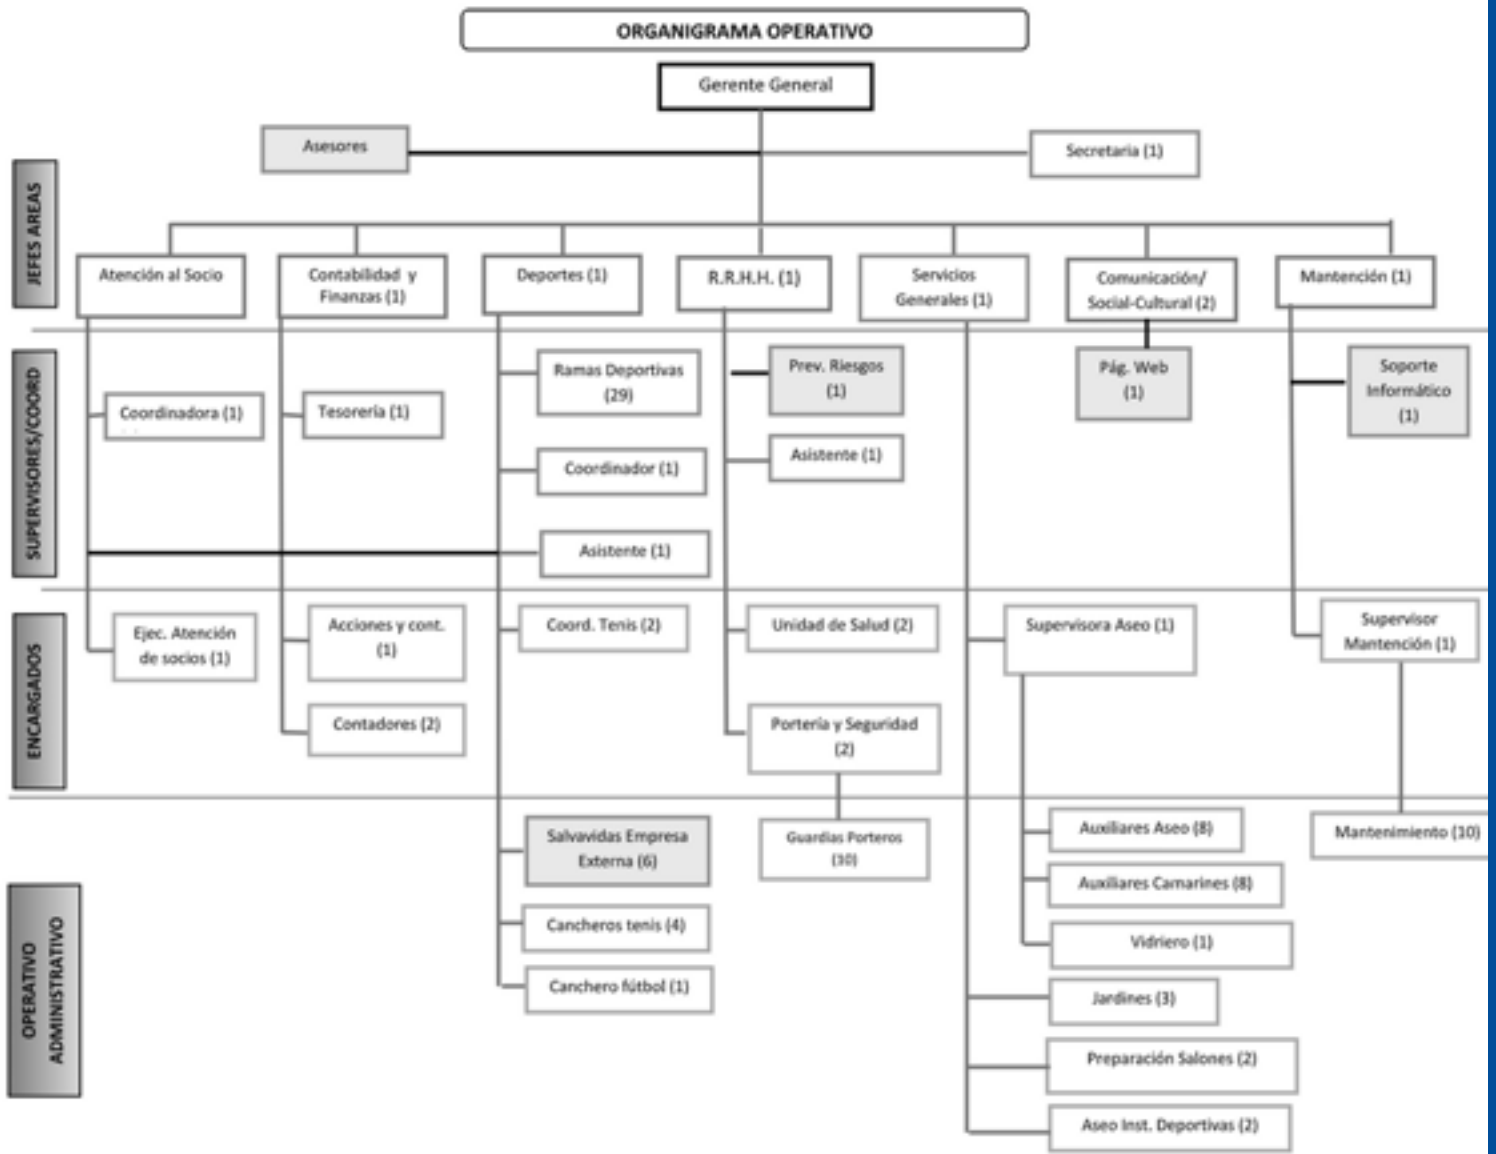 ORGANIGRAMA OPERATIVO
Gerente General
Asesores
Secretaria (1)
JEFES AREAS
Atención al Socio
Contabilidad y
Finanzas (1)
Deportes (1)
R.R.H.H. (1)
Servicios
Generales (1)
Comunicación/
Social-Cultural (2)
Mantención (1)
SUPERVISORES/COORD
Coordinadora (1)
Tesorería (1)
Ramas Deportivas
(29)
Coordinador (1)
Asistente (1)
Prev. Riesgos
(1)
Asistente (1)
Pág. Web
(1)
Soporte
Informático
(1)
ENCARGADOS
Ejec. Atención
de socios (1)
Acciones y cont.
(1)
Contadores (2)
Coord. Tenis (2)
Unidad de Salud (2)
Portería y Seguridad
(2)
Supervisora Aseo (1)
Supervisor
Mantención (1)
OPERATIVO
ADMINISTRATIVO
Salvavidas Empresa
Externa (6)
Cancheros tenis (4)
Canchero fútbol (1)
Guardias Porteros
(10)
Auxiliares Aseo (8)
Auxiliares Camarines (8)
Vidriero (1)
Jardines (3)
Preparación Salones (2)
Aseo Inst. Deportivas (2)
Mantenimiento (10)